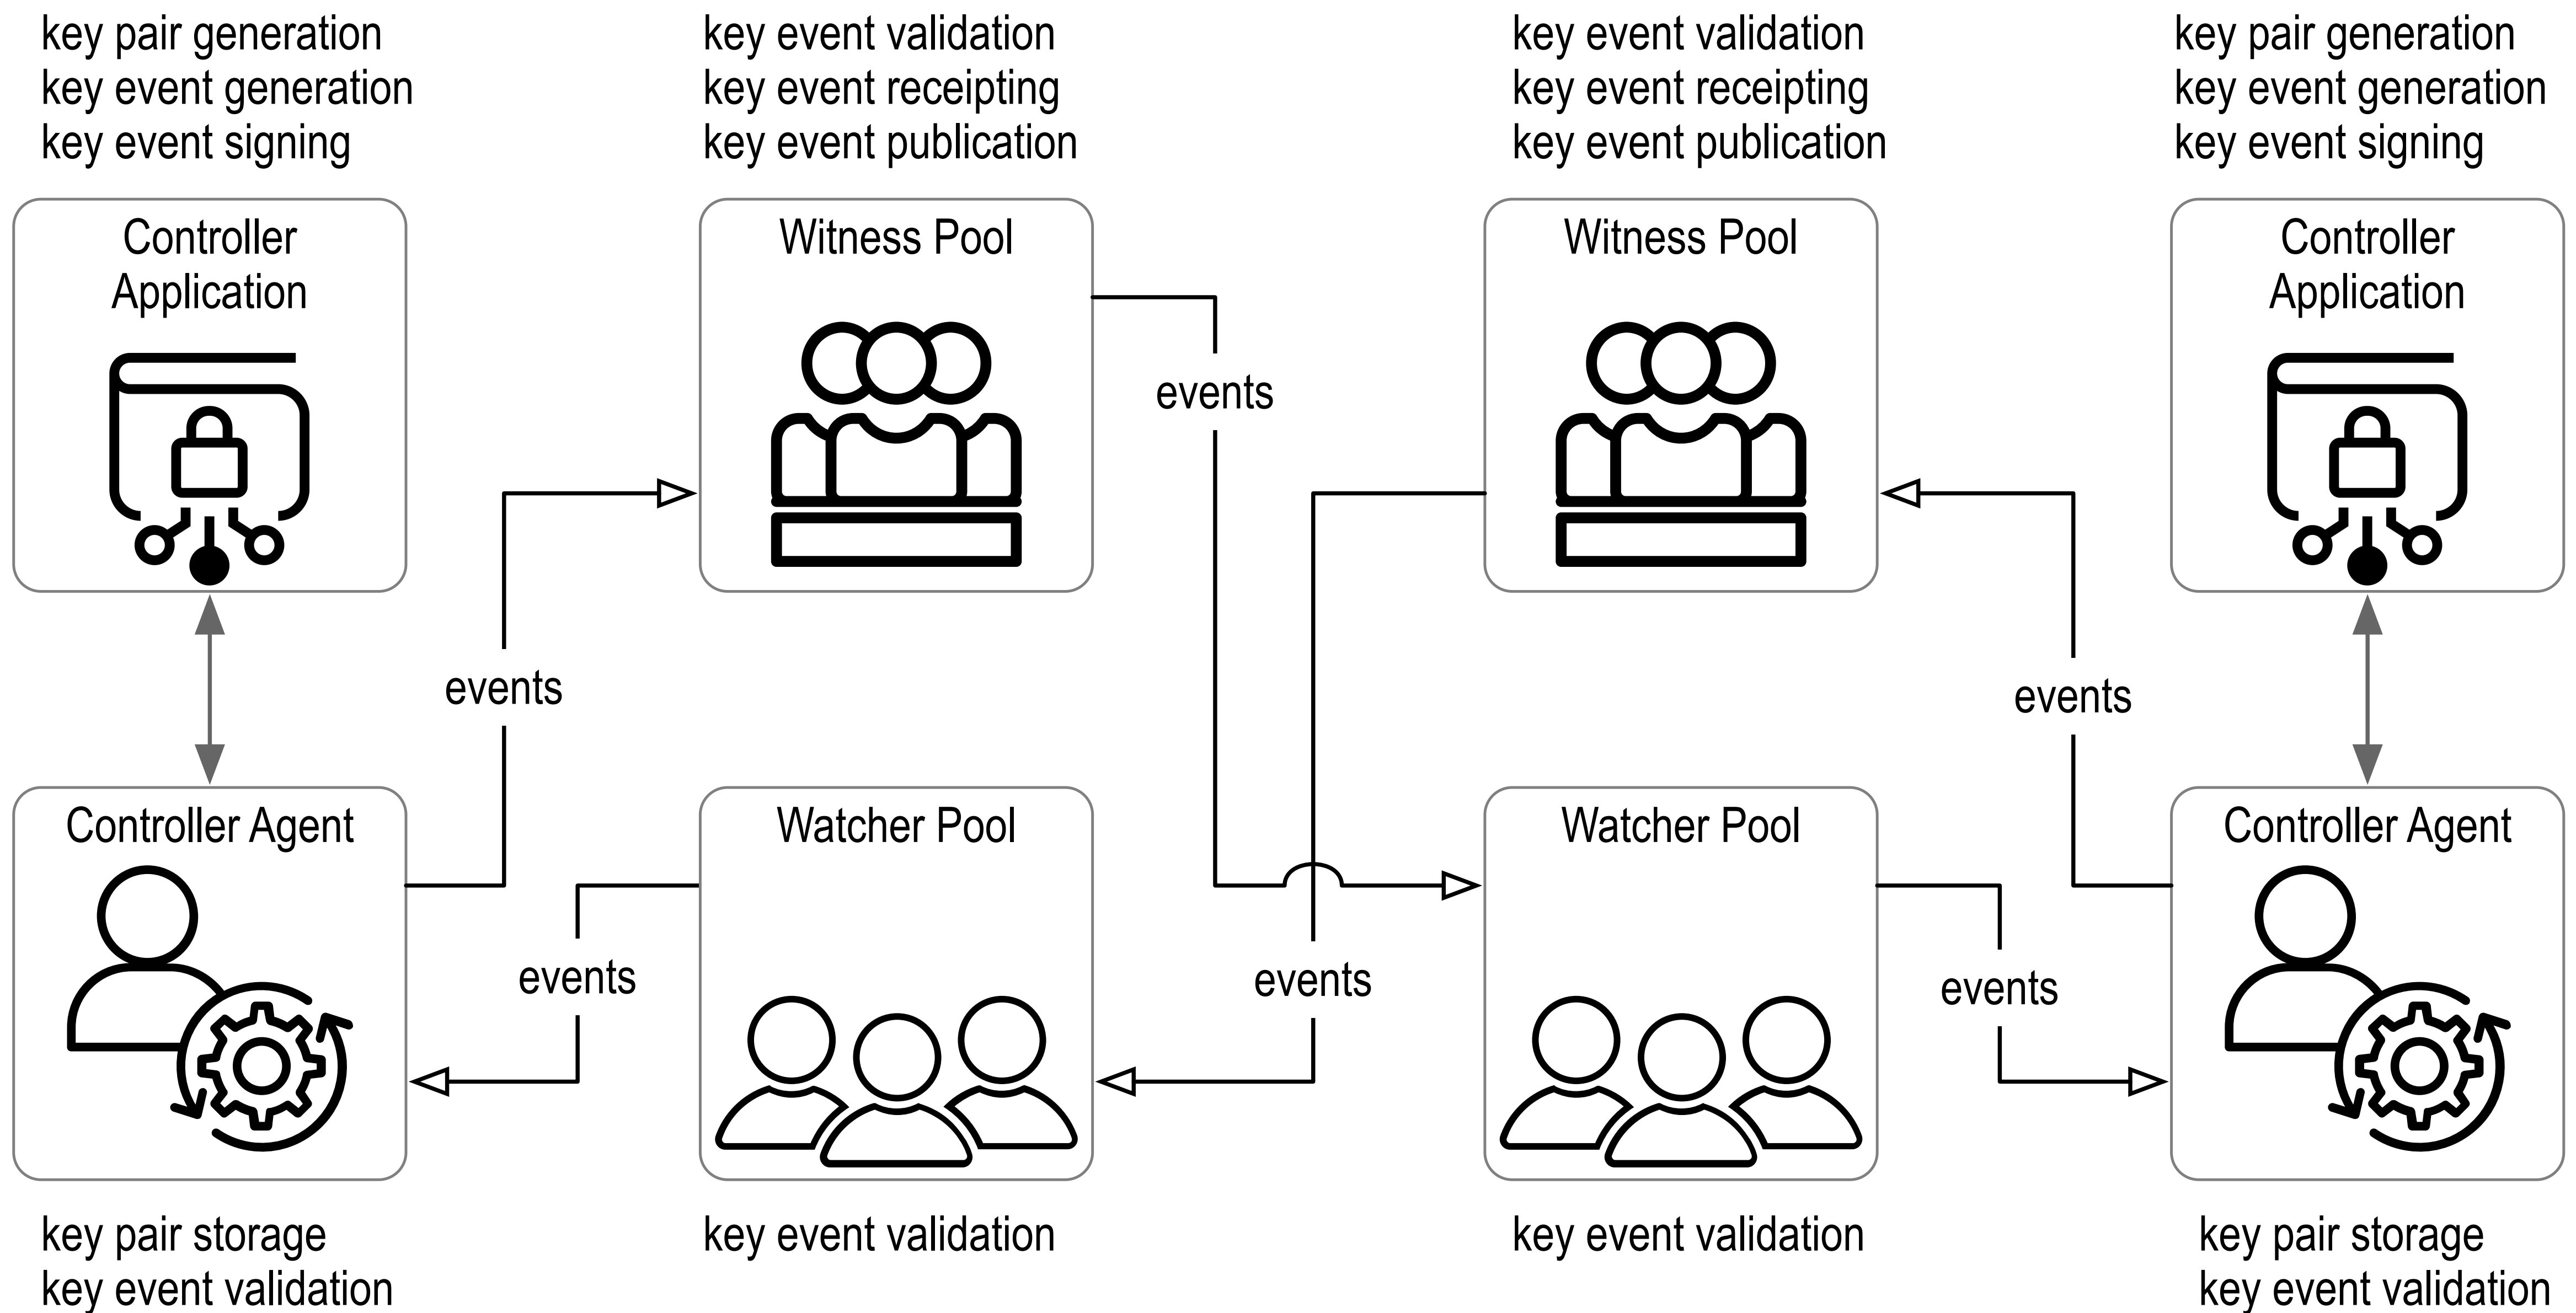 key pair generation
key event generation
key event signing
key event validation
key event receipting
key event publication
key event validation
key event receipting
key event publication
key pair generation
key event generation
key event signing
Controller
Application
Witness Pool
Witness Pool
Controller
Application
events
events
events
Controller Agent
Watcher Pool
Watcher Pool
Controller Agent
events
events
events
key pair storage
key event validation
key event validation
key event validation
key pair storage
key event validation